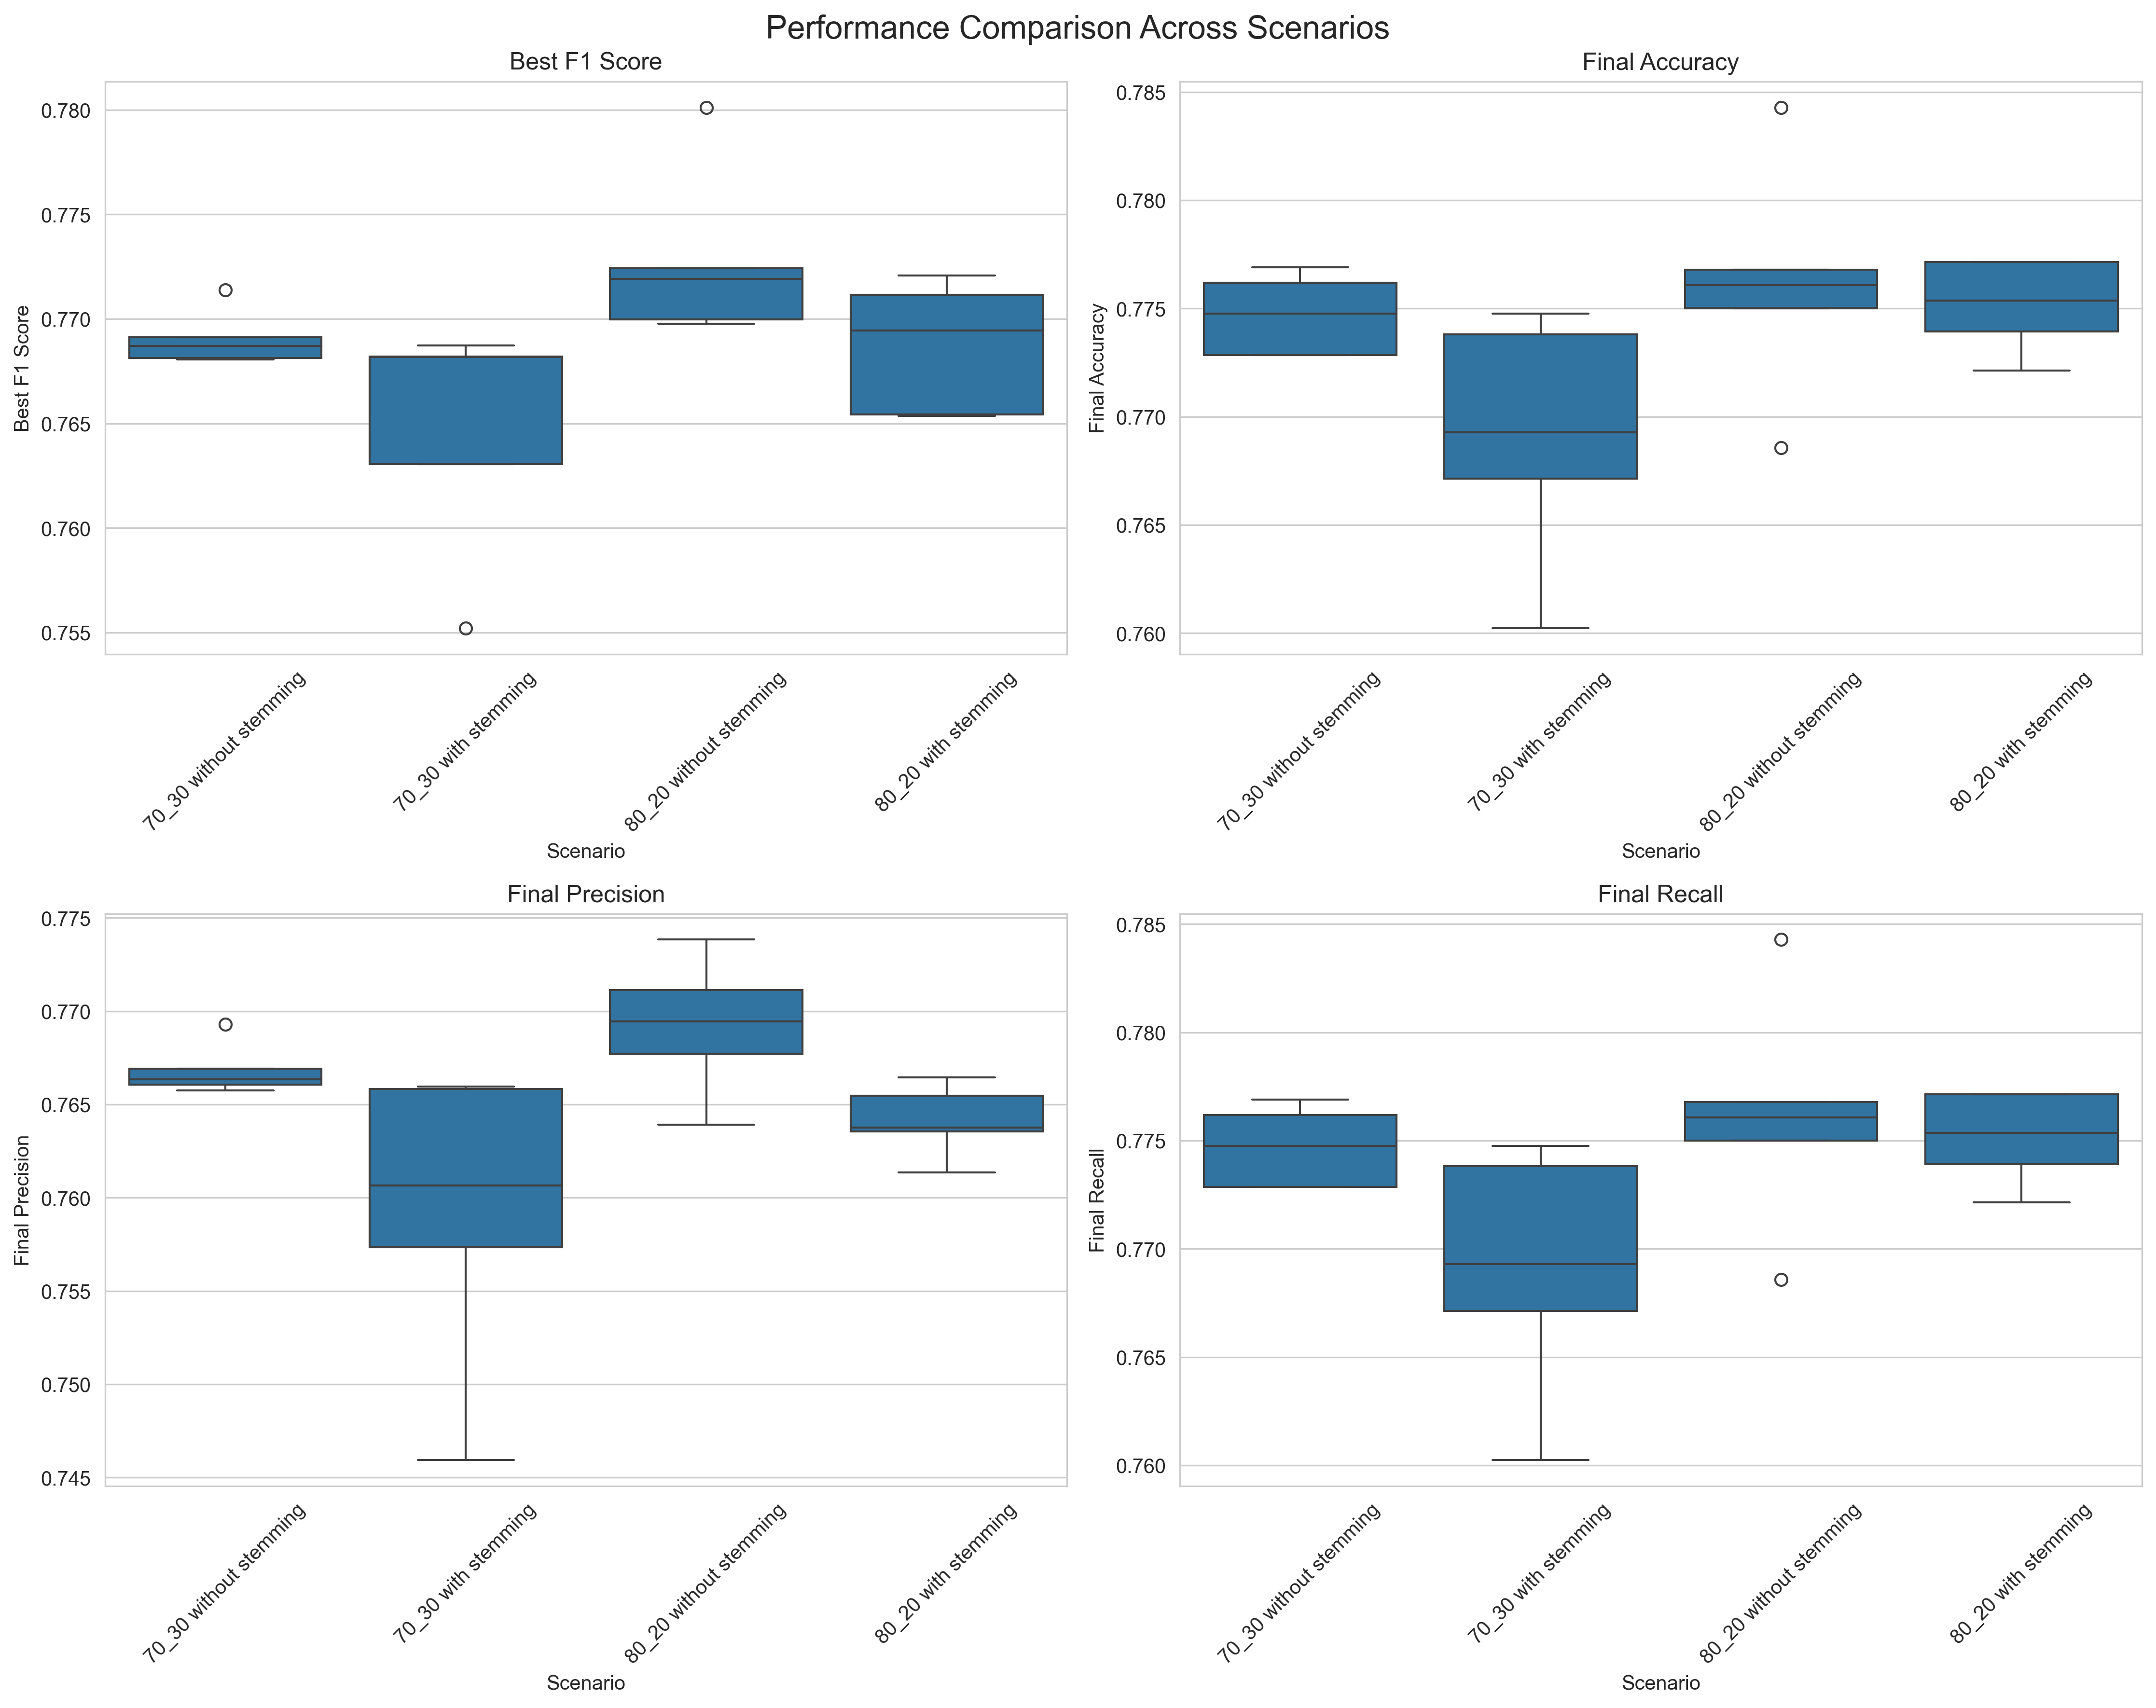 Performance Comparison Across Scenarios
Best F1 Score
Best F1 Score
0.780
0.775
0.770
0.765
0.760
0.755
70_30 without stemming
70_30 with stemming
80_20 without stemming
80_20 with stemming
Scenario
Final Accuracy
Final Accuracy
0.785
0.780
0.775
0.770
0.765
0.760
70_30 without stemming
70_30 with stemming
80_20 without stemming
80_20 with stemming
Scenario
Final Precision
Final Precision
0.775
0.770
0.765
0.760
0.755
0.750
0.745
70_30 without stemming
70_30 with stemming
80_20 without stemming
80_20 with stemming
Scenario
Final Recall
Final Recall
0.785
0.780
0.775
0.770
0.765
0.760
70_30 without stemming
70_30 with stemming
80_20 without stemming
80_20 with stemming
Scenario